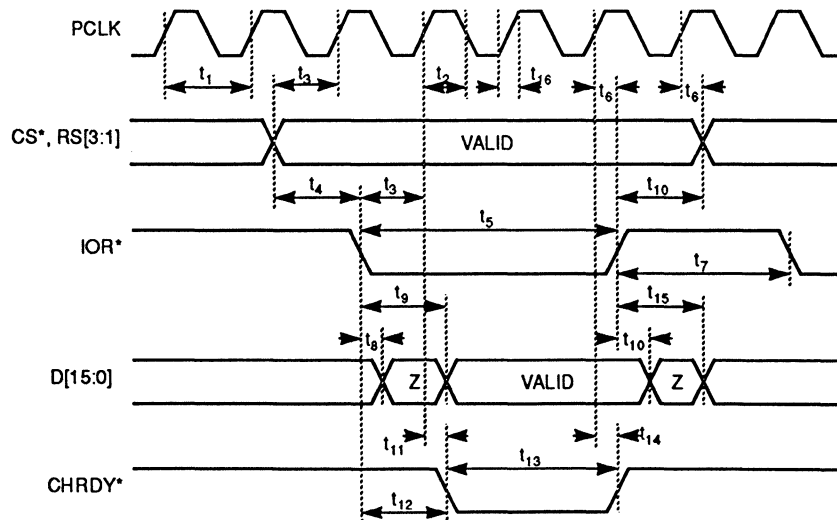 PCLK
t1 t3 t2 t16 t6 t6
CS*, RS[3:1] VALID
t4 t3 t10
t5
IOR*
t7
t9 t15
t8 t10
D[15:0] Z VALID Z
t11 t13 t14
CHRDY*
t12